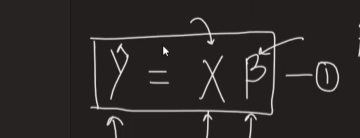 Y = X β — ①